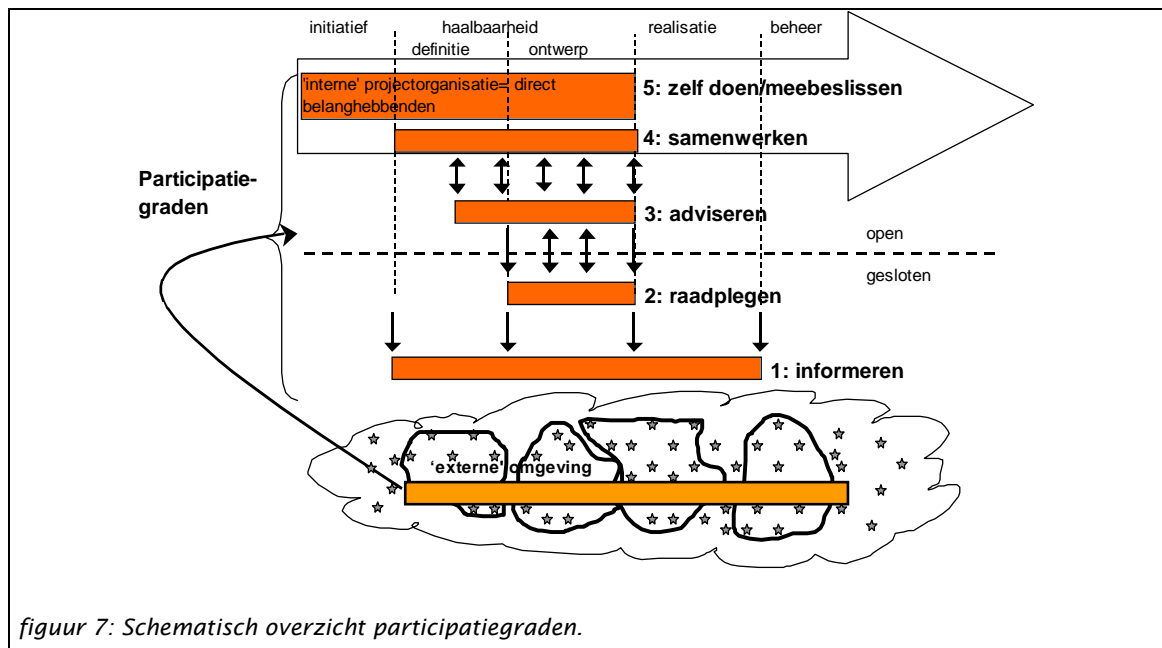 initiatief haalbaarheid realisatie beheer
definitie ontwerp
'interne' projectorganisatie= direct
belanghebbenden
5: zelf doen/meebeslissen
4: samenwerken
Participatie-
graden
3: adviseren
open
gesloten
2: raadplegen
1: informeren
'externe' omgeving
figuur 7: Schematisch overzicht participatiegraden.